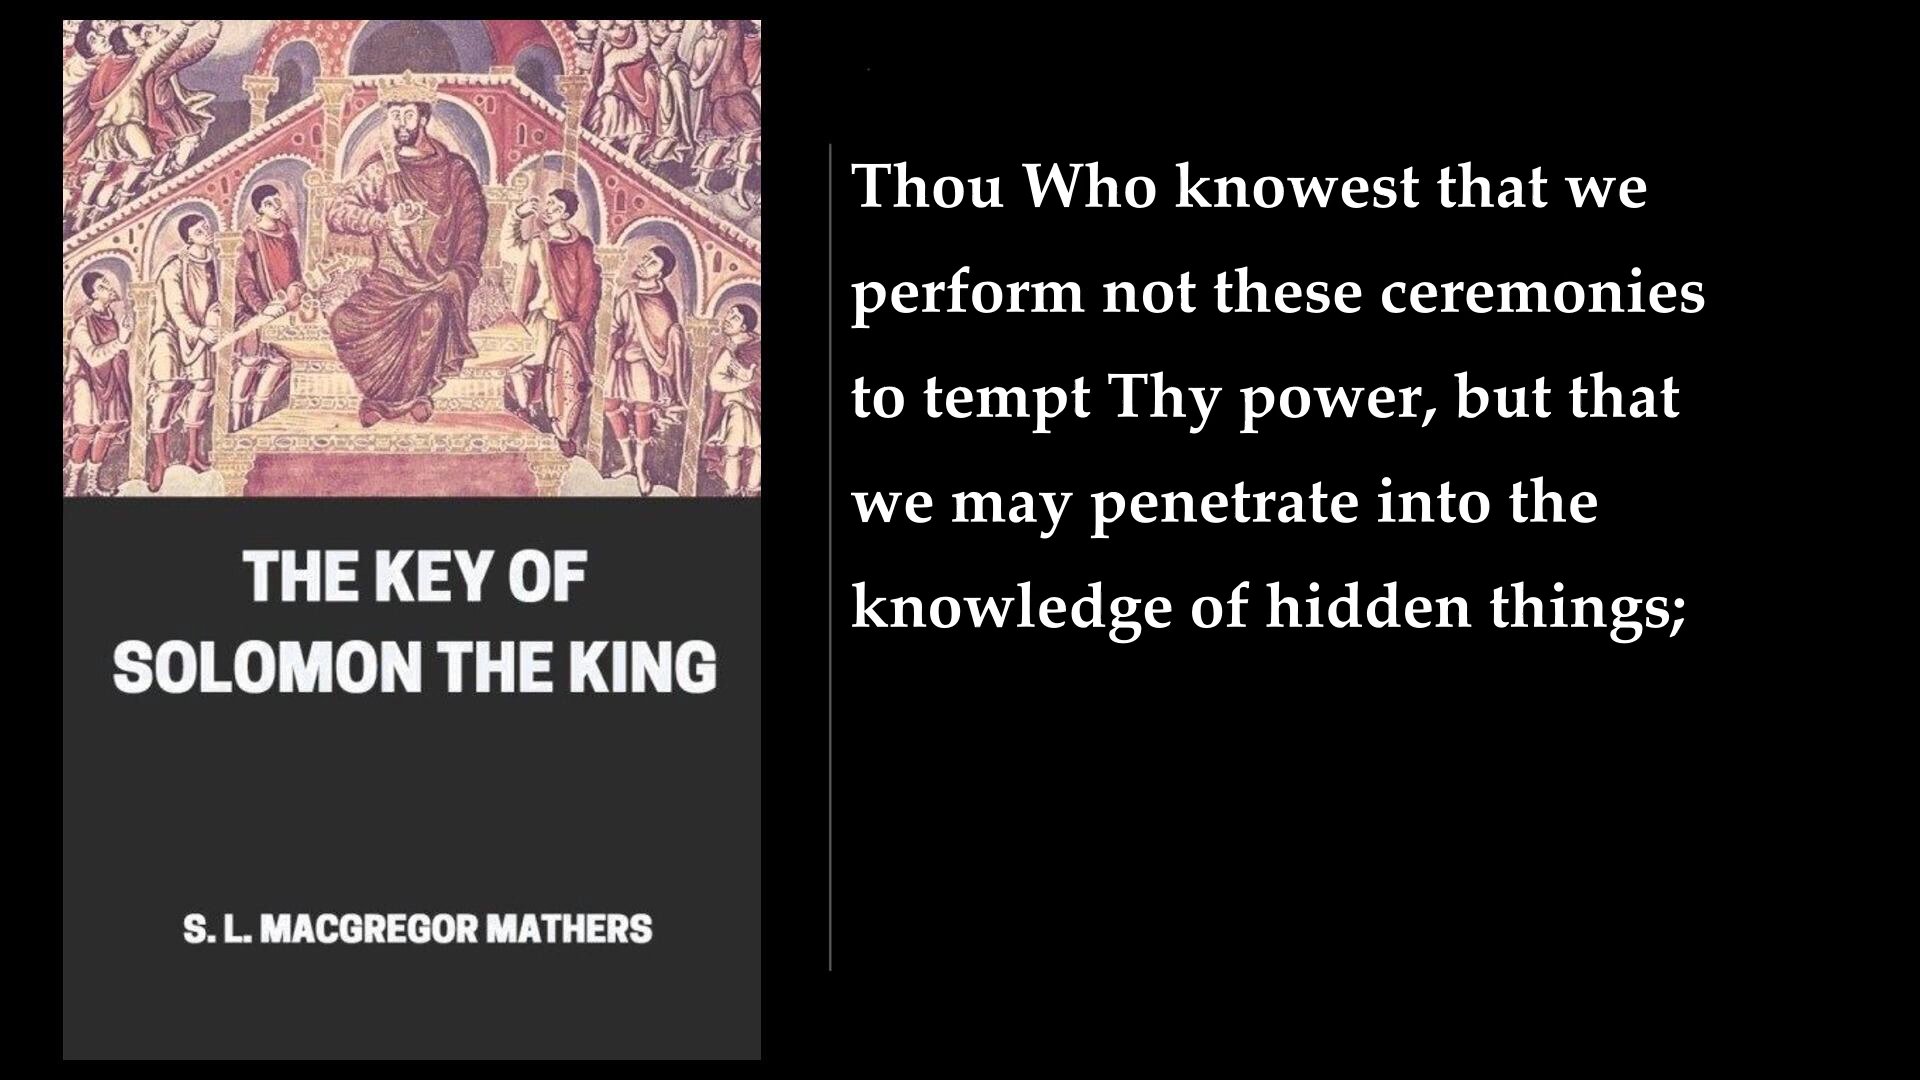 THE KEY OF
SOLOMON THE KING
S. L. MACGREGOR MATHERS
Thou Who knowest that we
perform not these ceremonies
to tempt Thy power, but that
we may penetrate into the
knowledge of hidden things;